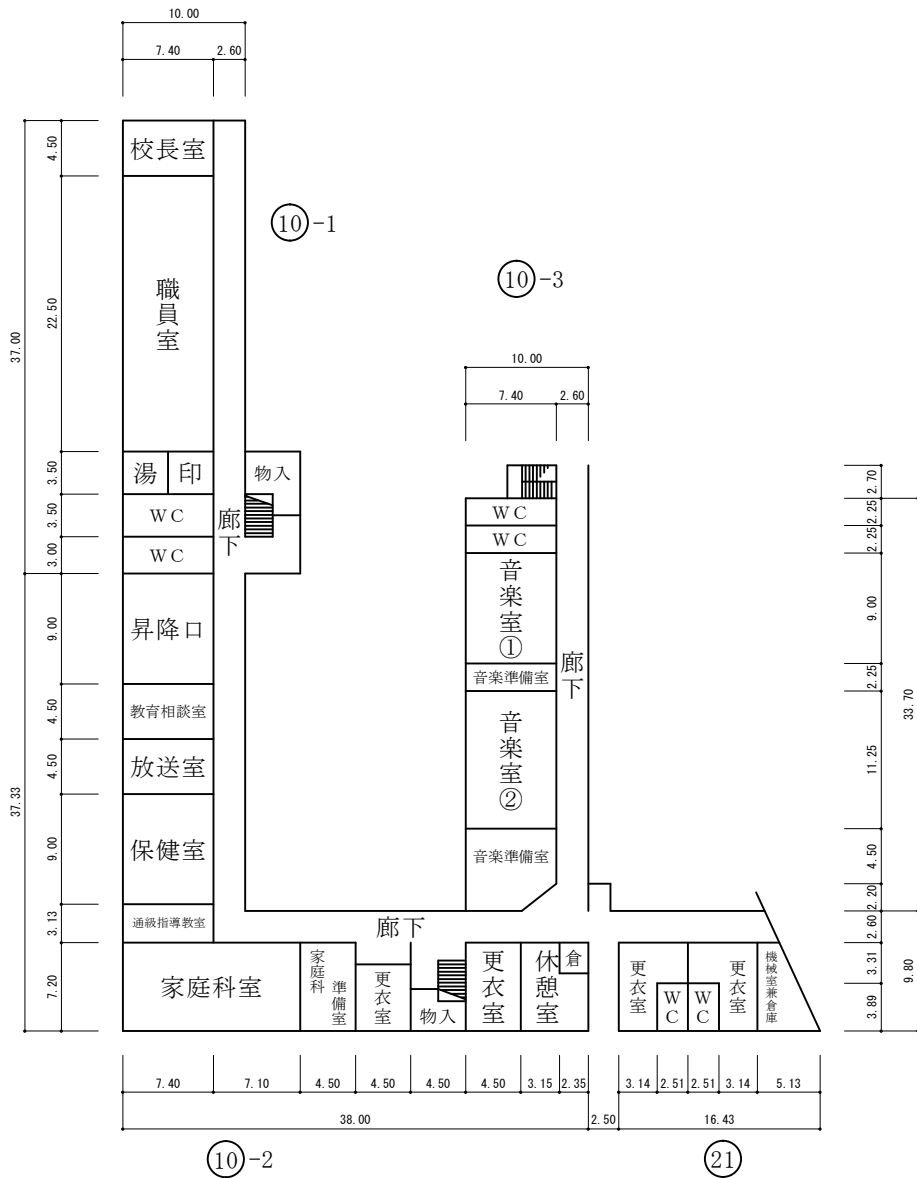 10.00
7.40 2.60
校長室
4.50
⑩-1
⑩-3
職員室
22.50
37.00
10.00
7.40 2.60
湯 印 物入
3.50
2.70
WC
3.50
廊下
WC
2.25
WC
3.00
WC
2.25
音楽室①
9.00
昇降口
9.00
廊下
音楽準備室
2.25
33.70
教育相談室
4.50
音楽室②
11.25
放送室
4.50
37.33
保健室
9.00
音楽準備室
4.50
2.20
通級指導教室
3.13
廊下
2.60
家庭科室
7.20
家庭科準備室
更衣室
物入
更衣室
休憩室
倉
更衣室
WC
WC
更衣室
機械室兼倉庫
3.31
3.89
9.80
7.40 7.10 4.50 4.50 4.50 4.50 3.15 2.35 3.14 2.51 2.51 3.14 5.13
38.00 2.50 16.43
⑩-2
㉑